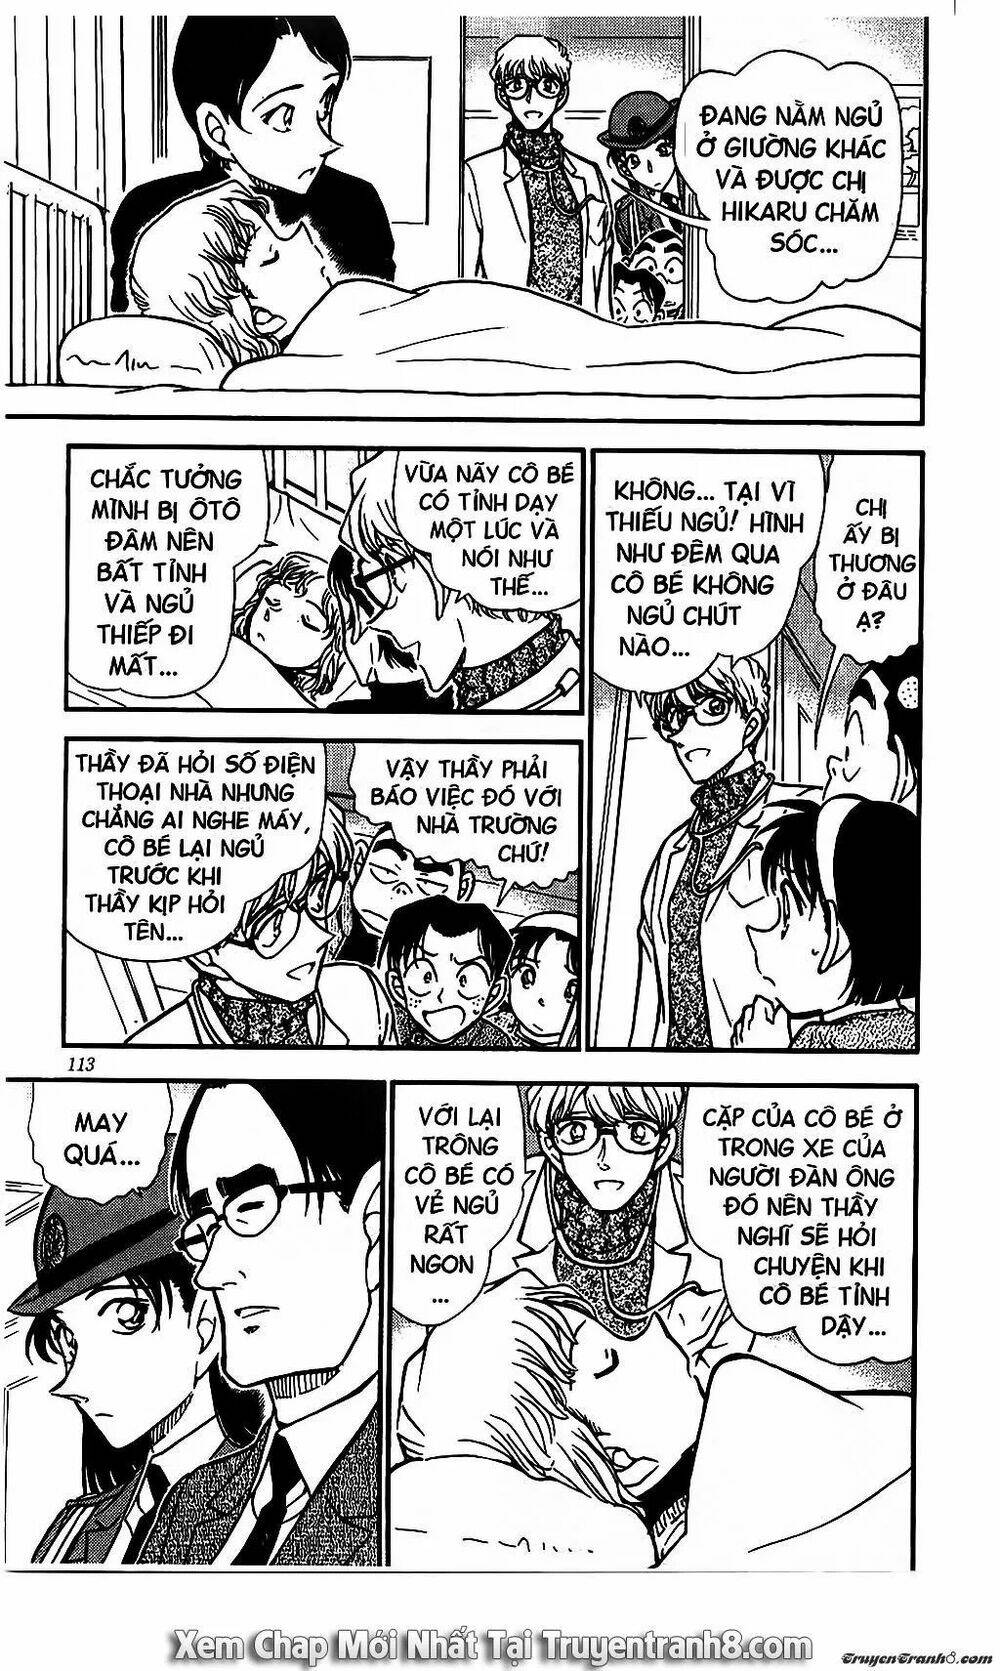 ĐANG NẰM NGỦ
Ở GIƯỜNG KHÁC
VÀ ĐƯỢC CHỊ
HIKARU CHĂM
SÓC...
CHỊ
ẤY BỊ
THƯƠNG
Ở ĐÂU
Ạ?
KHÔNG... TẠI VÌ
THIẾU NGỦ! HÌNH
NHƯ ĐÊM QUA
CÔ BÉ KHÔNG
NGỦ CHÚT
NÀO...
VỪA NÃY CÔ BÉ
CÓ TỈNH DẠY
MỘT LÚC VÀ
NÓI NHƯ
THẾ...
CHẮC TƯỞNG
MÌNH BỊ ÔTÔ
ĐÂM NÊN
BẤT TỈNH
VÀ NGỦ
THIẾP ĐI
MẤT...
VẬY THẦY PHẢI
BÁO VIỆC ĐÓ VỚI
NHÀ TRƯỜNG
CHỨ!
THẦY ĐÃ HỎI SỐ ĐIỆN
THOẠI NHÀ NHƯNG
CHẲNG AI NGHE MÁY,
CÔ BÉ LẠI NGỦ
TRƯỚC KHI
THẦY KỊP HỎI
TÊN...
113
CẶP CỦA CÔ BÉ Ở
TRONG XE CỦA
NGƯỜI ĐÀN ÔNG
ĐÓ NÊN THẦY
NGHĨ SẼ HỎI
CHUYỆN KHI
CÔ BÉ TỈNH
DẬY...
VỚI LẠI
TRÔNG
CÔ BÉ CÓ
VẺ NGỦ
RẤT
NGON
...
MAY
QUÁ...
Xem Chap Mới Nhất Tại Truyentranh8.com
TruyenTranh8.com